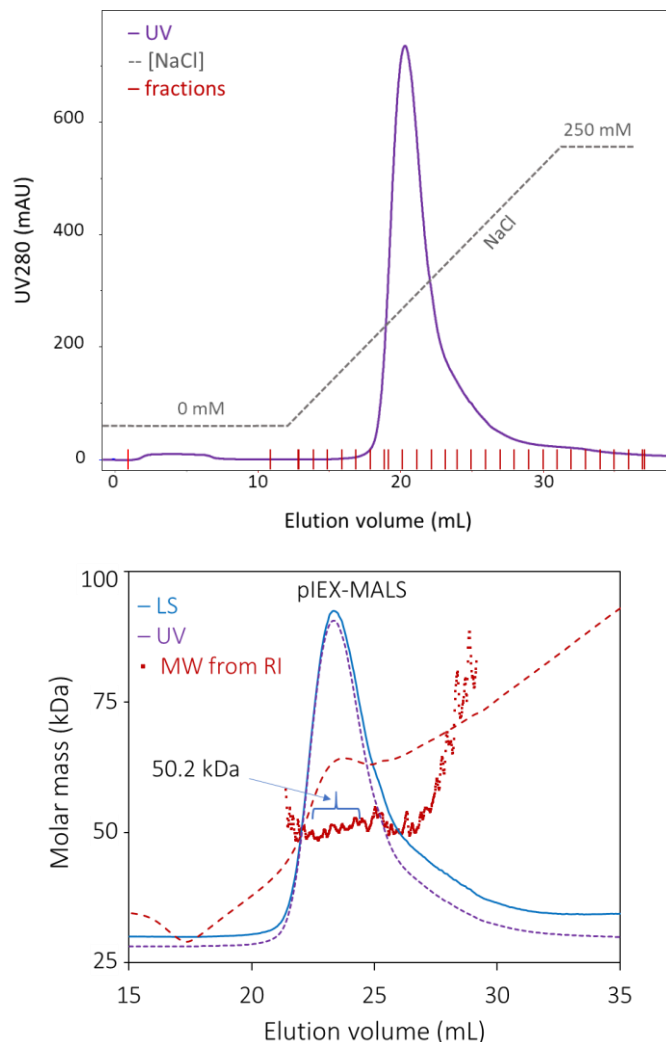 – UV
-- [NaCl]
– fractions
250 mM
600
400
200
0
UV280 (mAU)
NaCl
0 mM
0
10
20
30
Elution volume (mL)
pIEX-MALS
100
75
50
25
– LS
– UV
▪ MW from RI
50.2 kDa
Molar mass (kDa)
15
20
25
30
35
Elution volume (mL)